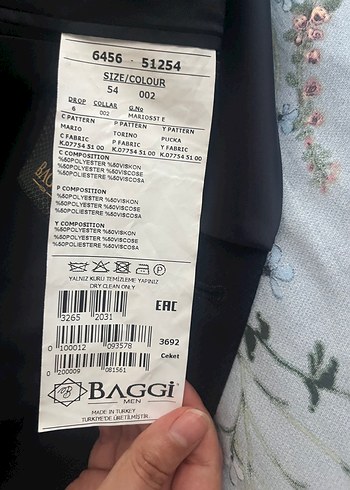 6456 - 51254
SIZE/COLOUR
54 002
DROP COLLAR G.No
6 002 MARIOSST E
C PATTERN P PATTERN Y PATTERN
MARIO TORINO PUCKA
C FABRIC P FABRIC Y FABRIC
K.07754 51 00 K.07754 51 00 K.07754 51 00
C COMPOSITION
%50POLYESTER %50VISKON
%50POLYESTER %50VISCOSE
%50POLIESTERE %50VISCOSA
P COMPOSITION
%50POLYESTER %50VISKON
%50POLYESTER %50VISCOSE
%50POLIESTERE %50VISCOSA
Y COMPOSITION
%50POLYESTER %50VISKON
%50POLYESTER %50VISCOSE
%50POLIESTERE %50VISCOSA
P
YALNIZ KURU TEMİZLEME YAPINIZ
DRY CLEAN ONLY
3265 2031
EAC
0 100012 093578
3692
Ceket
0 200009 081561
BAGGi
MEN
MADE IN TURKEY
TÜRKİYE'DE ÜRETİLMİŞTİR.